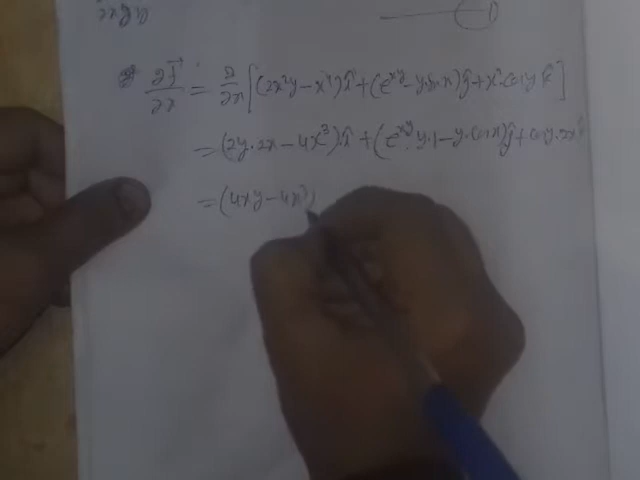 ∂f⃗/∂x = ∂/∂x [(2x²y − x⁴)î + (e^xy − y sin x)ĵ + x² cos y k̂]
= (2y·2x − 4x³)î + (e^xy·y·1 − y·cos x)ĵ + cos y·2x
= (4xy − 4x³)